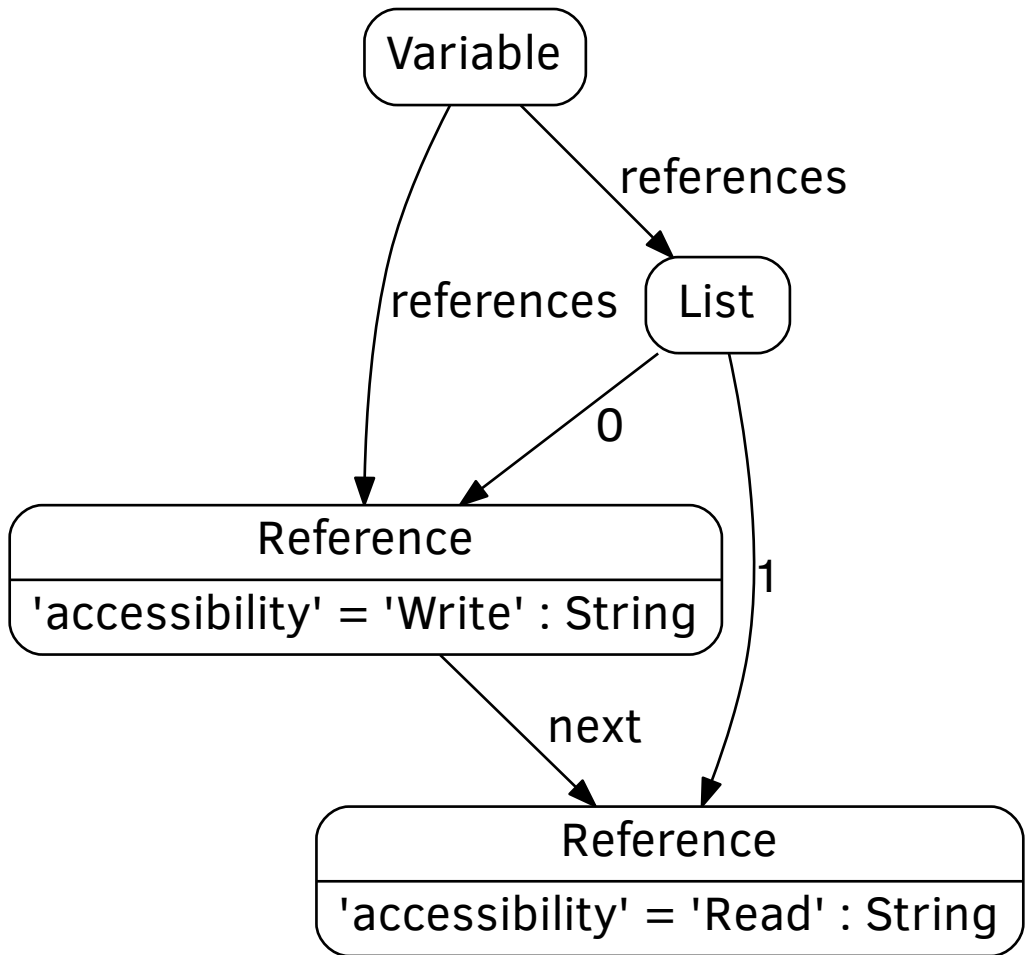 Variable
references
references
List
0
Reference
'accessibility' = 'Write' : String
1
next
Reference
'accessibility' = 'Read' : String